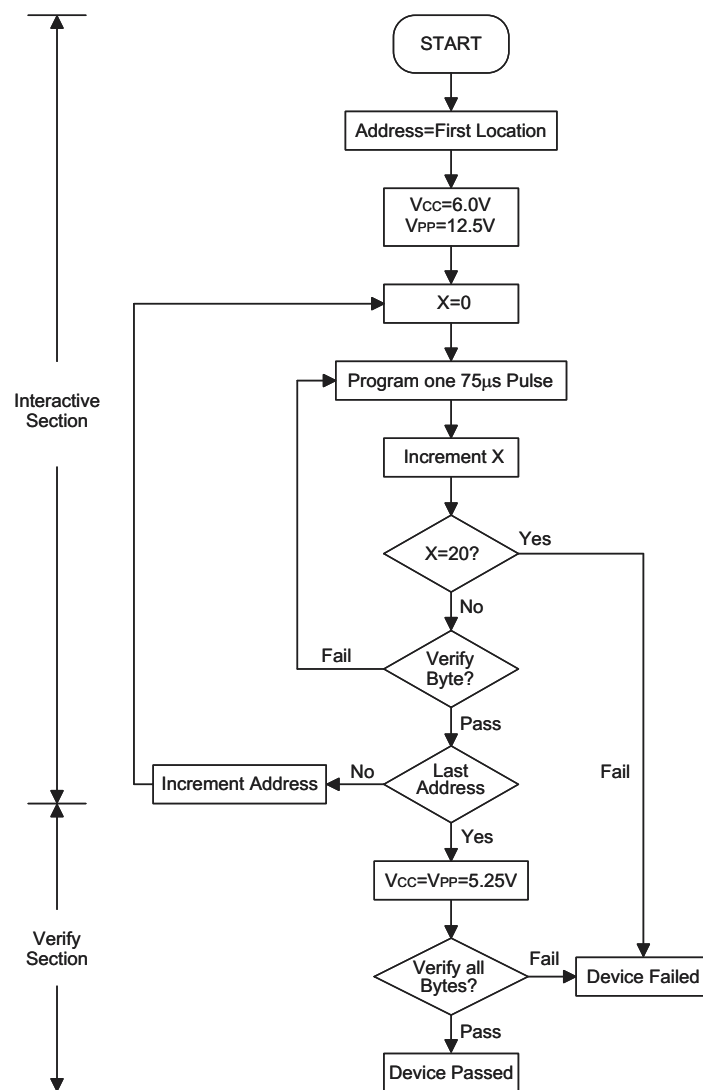 START
Address=First Location
VCC=6.0V
VPP=12.5V
X=0
Program one 75μs Pulse
Interactive
Section
Increment X
X=20?
Yes
No
Fail
Verify
Byte?
Pass
Increment Address
No
Last
Address
Fail
Yes
VCC=VPP=5.25V
Verify
Section
Verify all
Bytes?
Fail
Device Failed
Pass
Device Passed